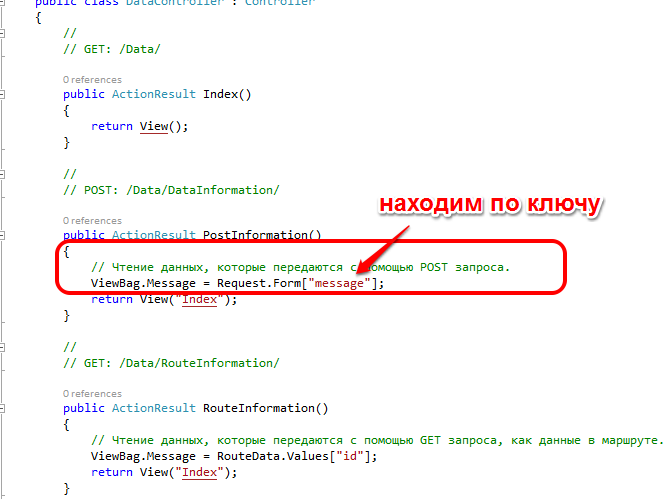 public class DataController : Controller
{
//
// GET: /Data/
0 references
public ActionResult Index()
{
return View();
}
//
// POST: /Data/DataInformation/
находим по ключу
0 references
public ActionResult PostInformation()
{
// Чтение данных, которые передаются с помощью POST запроса.
ViewBag.Message = Request.Form["message"];
return View("Index");
}
//
// GET: /Data/RouteInformation/
0 references
public ActionResult RouteInformation()
{
// Чтение данных, которые передаются с помощью GET запроса, как данные в маршруте.
ViewBag.Message = RouteData.Values["id"];
return View("Index");
}